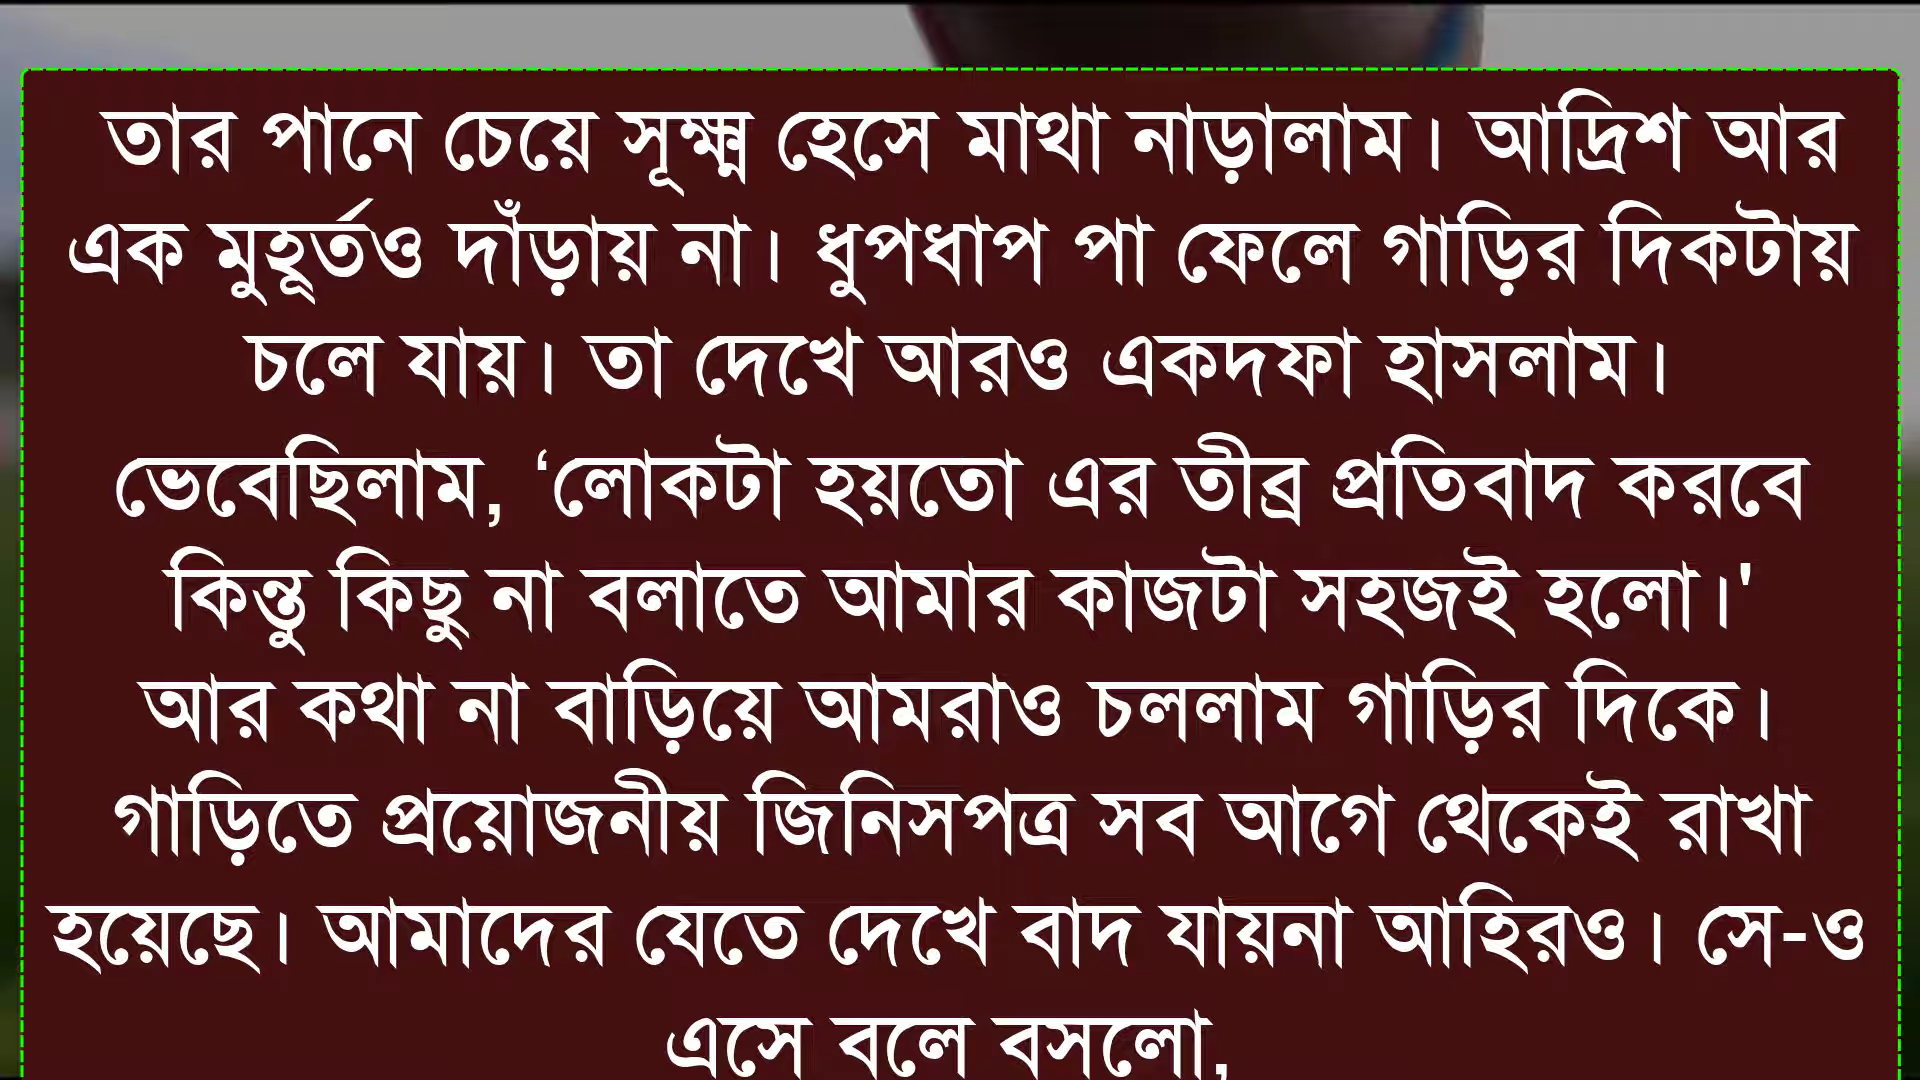 তার পানে চেয়ে সূক্ষ্ম হেসে মাথা নাড়ালাম। আদ্রিশ আর
এক মুহূর্তও দাঁড়ায় না। ধুপধাপ পা ফেলে গাড়ির দিকটায়
চলে যায়। তা দেখে আরও একদফা হাসলাম।
ভেবেছিলাম, ‘লোকটা হয়তো এর তীব্র প্রতিবাদ করবে
কিন্তু কিছু না বলাতে আমার কাজটা সহজই হলো।'
আর কথা না বাড়িয়ে আমরাও চললাম গাড়ির দিকে।
গাড়িতে প্রয়োজনীয় জিনিসপত্র সব আগে থেকেই রাখা
হয়েছে। আমাদের যেতে দেখে বাদ যায়না আহিরও। সে-ও
এসে বলে বসলো,